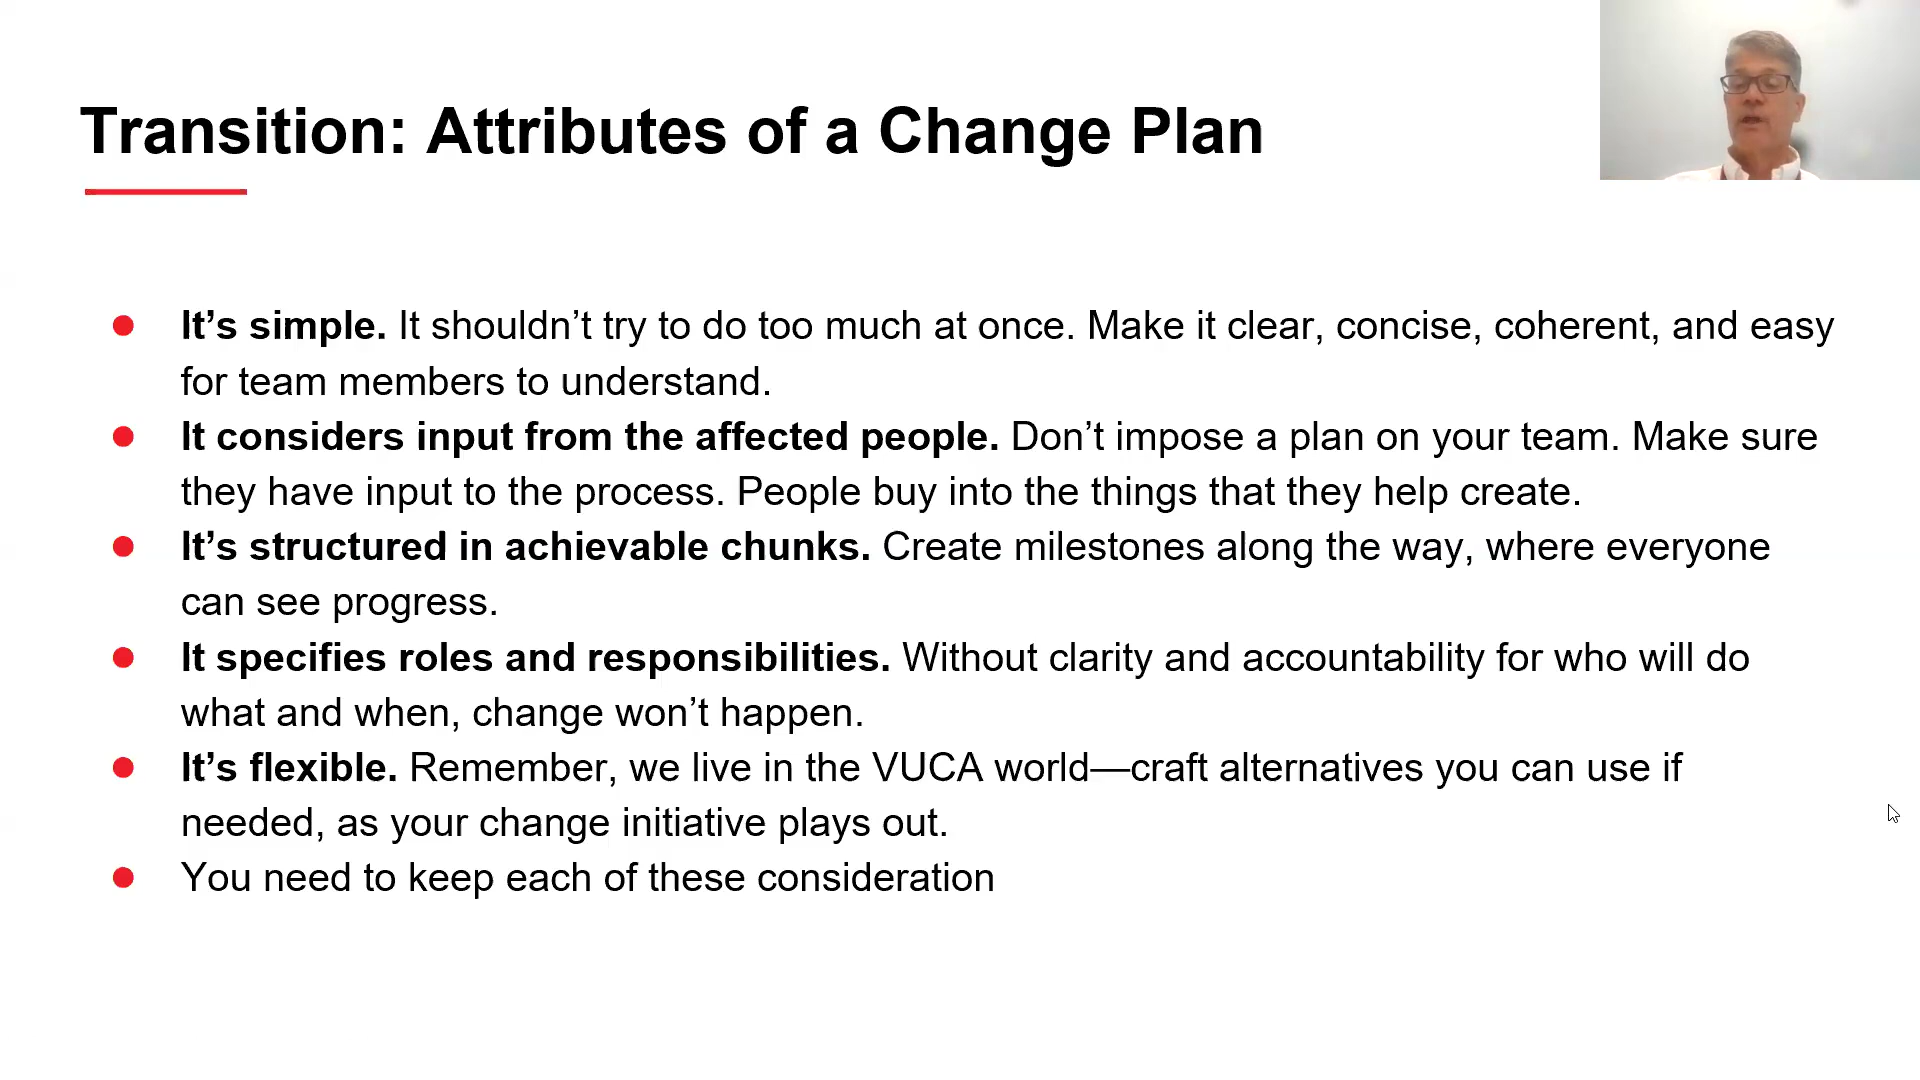 Transition: Attributes of a Change Plan
It’s simple. It shouldn’t try to do too much at once. Make it clear, concise, coherent, and easy
for team members to understand.
It considers input from the affected people. Don’t impose a plan on your team. Make sure
they have input to the process. People buy into the things that they help create.
It’s structured in achievable chunks. Create milestones along the way, where everyone
can see progress.
It specifies roles and responsibilities. Without clarity and accountability for who will do
what and when, change won’t happen.
It’s flexible. Remember, we live in the VUCA world—craft alternatives you can use if
needed, as your change initiative plays out.
You need to keep each of these consideration